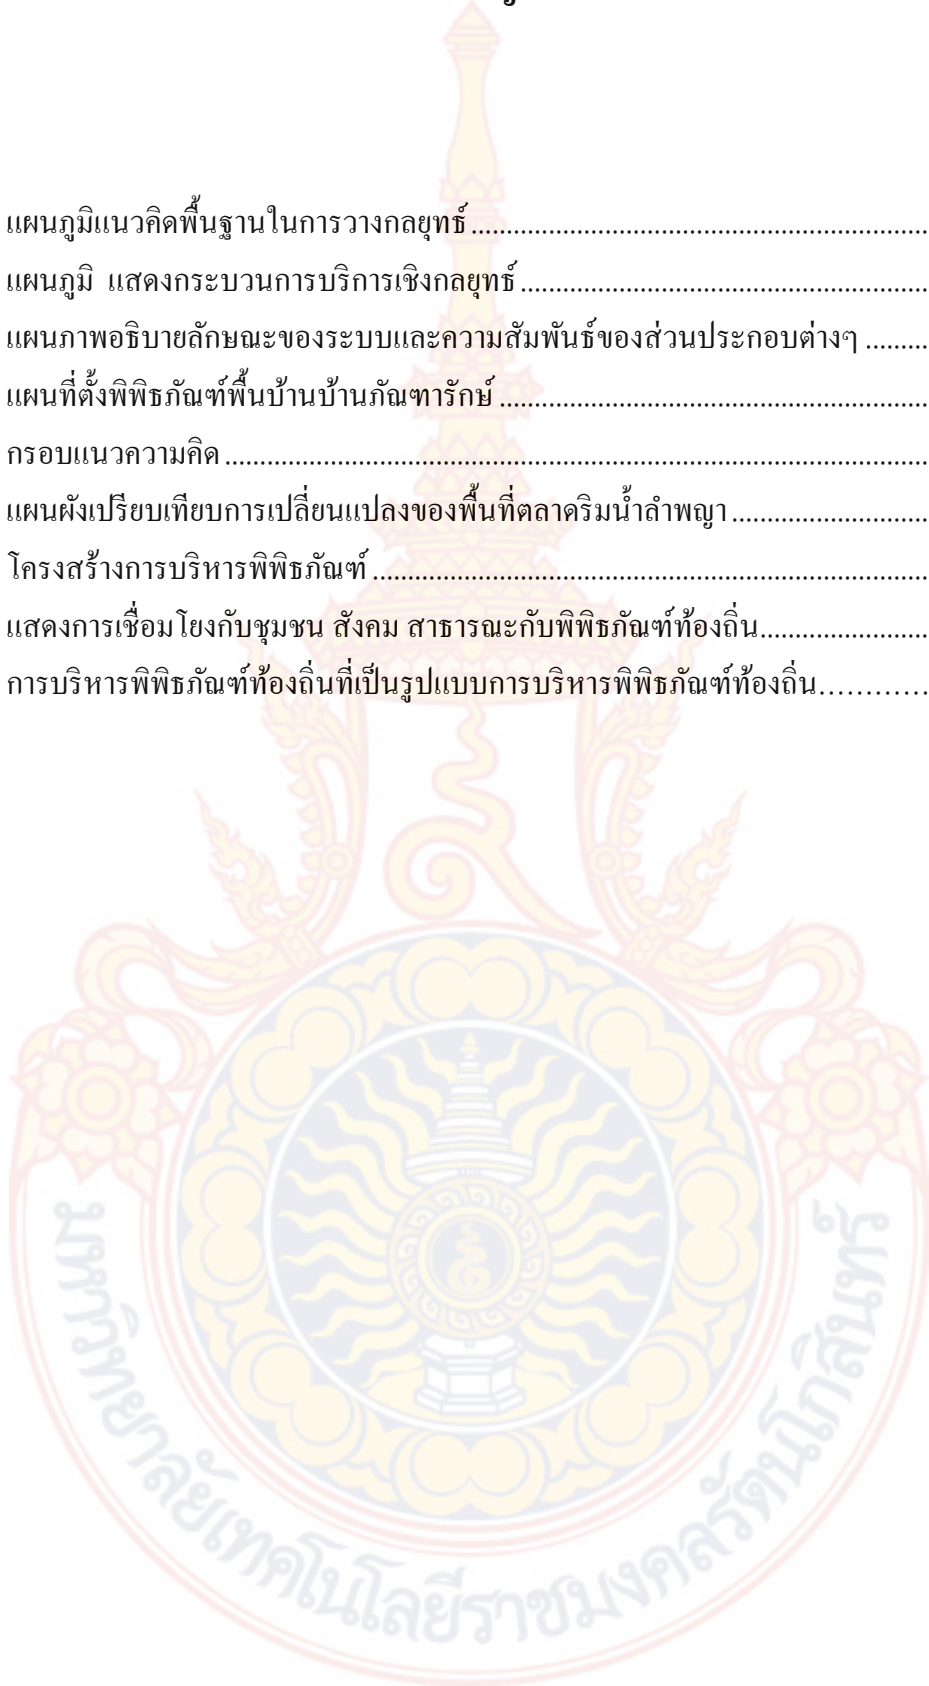 แผนภูมิแนวคิดพื้นฐานในการวางกลยุทธ์.................................................................
แผนภูมิ แสดงกระบวนการบริการเชิงกลยุทธ์..........................................................
แผนภาพอธิบายลักษณะของระบบและความสัมพันธ์ของส่วนประกอบต่างๆ .........
แผนที่ตั้งพิพิธภัณฑ์พื้นบ้านบ้านภัณฑารักษ์.............................................................
กรอบแนวความคิด....................................................................................................
แผนผังเปรียบเทียบการเปลี่ยนแปลงของพื้นที่ตลาดริมน้ำลำพญา............................
โครงสร้างการบริหารพิพิธภัณฑ์...............................................................................
แสดงการเชื่อมโยงกับชุมชน สังคม สาธารณะกับพิพิธภัณฑ์ท้องถิ่น........................
การบริหารพิพิธภัณฑ์ท้องถิ่นที่เป็นรูปแบบการบริหารพิพิธภัณฑ์ท้องถิ่น…………
มหาวิทยาลัยเทคโนโลยีราชมงคลรัตนโกสินทร์